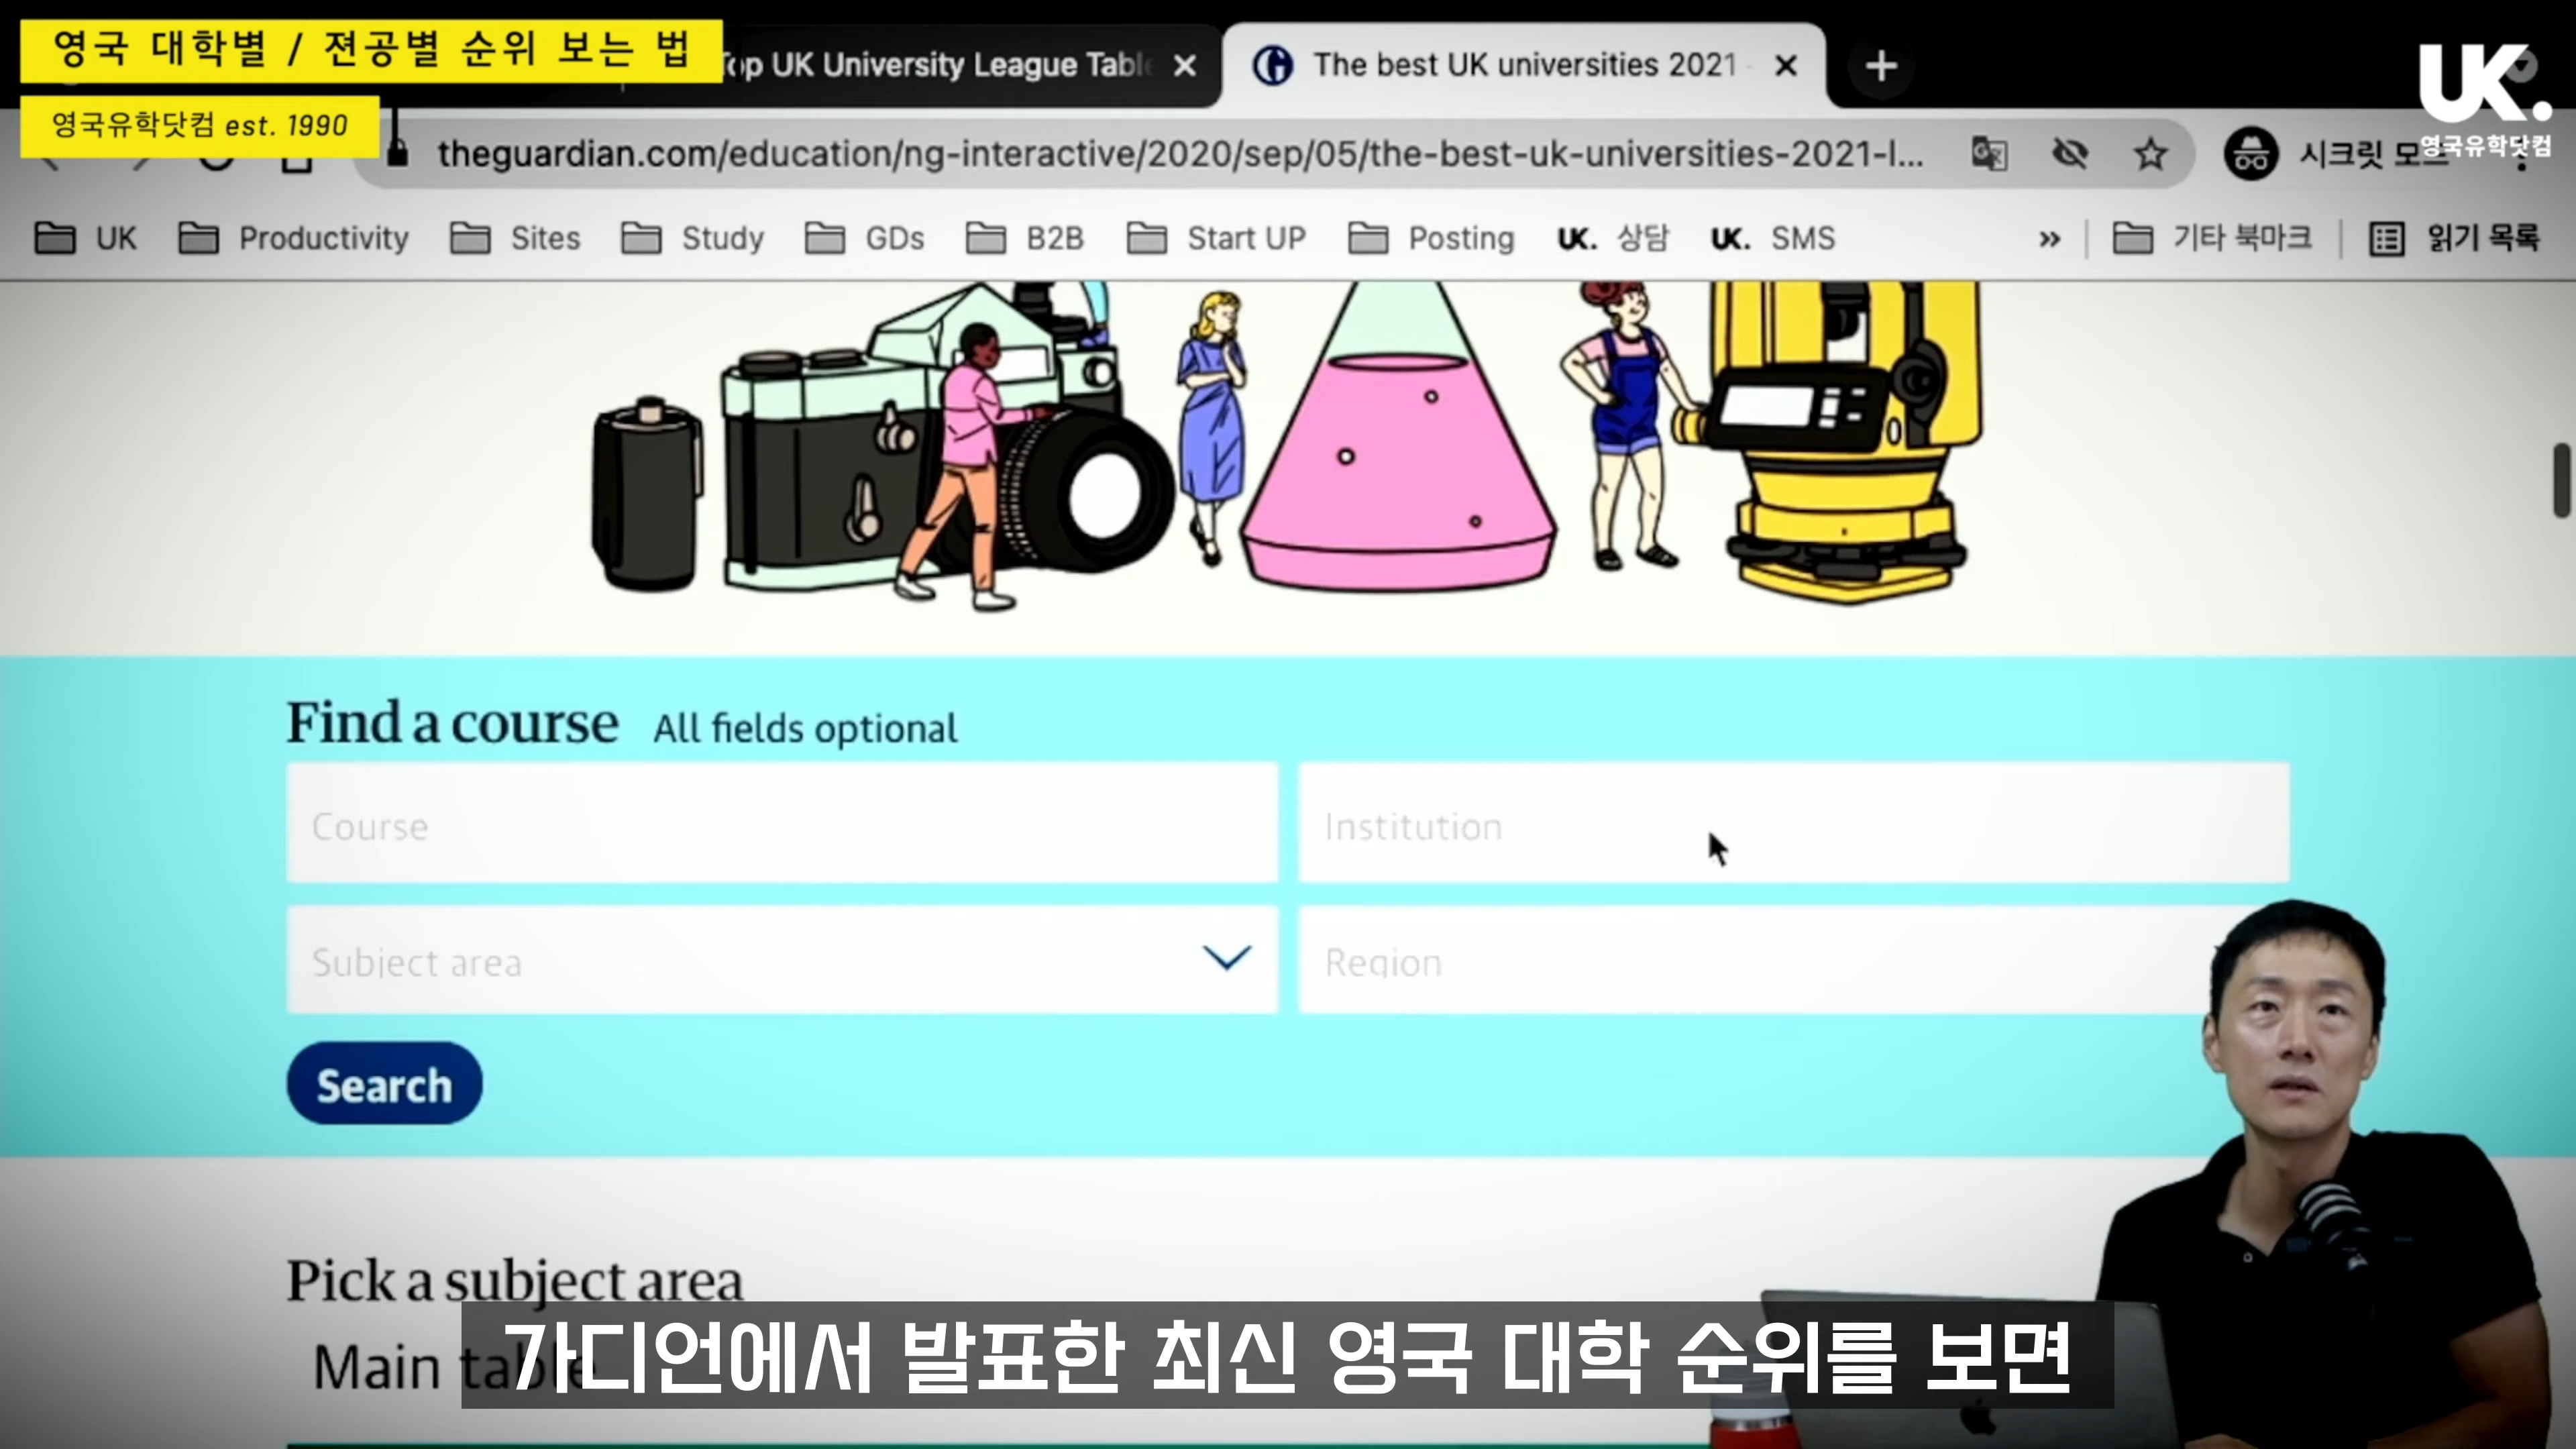 영국 대학별 / 젼공별 순위 보는 법
영국유학닷컴 est. 1990
op UK University League Tabl
The best UK universities 2021
UK.
영국유학닷컴
theguardian.com/education/ng-interactive/2020/sep/05/the-best-uk-universities-2021-l...
시크릿 모드
UK
Productivity
Sites
Study
GDs
B2B
Start UP
Posting
UK. 상담
UK. SMS
»
기타 북마크
읽기 목록
Find a course All fields optional
Course
Institution
Subject area
Region
Search
Pick a subject area
Main table
가디언에서 발표한 최신 영국 대학 순위를 보면